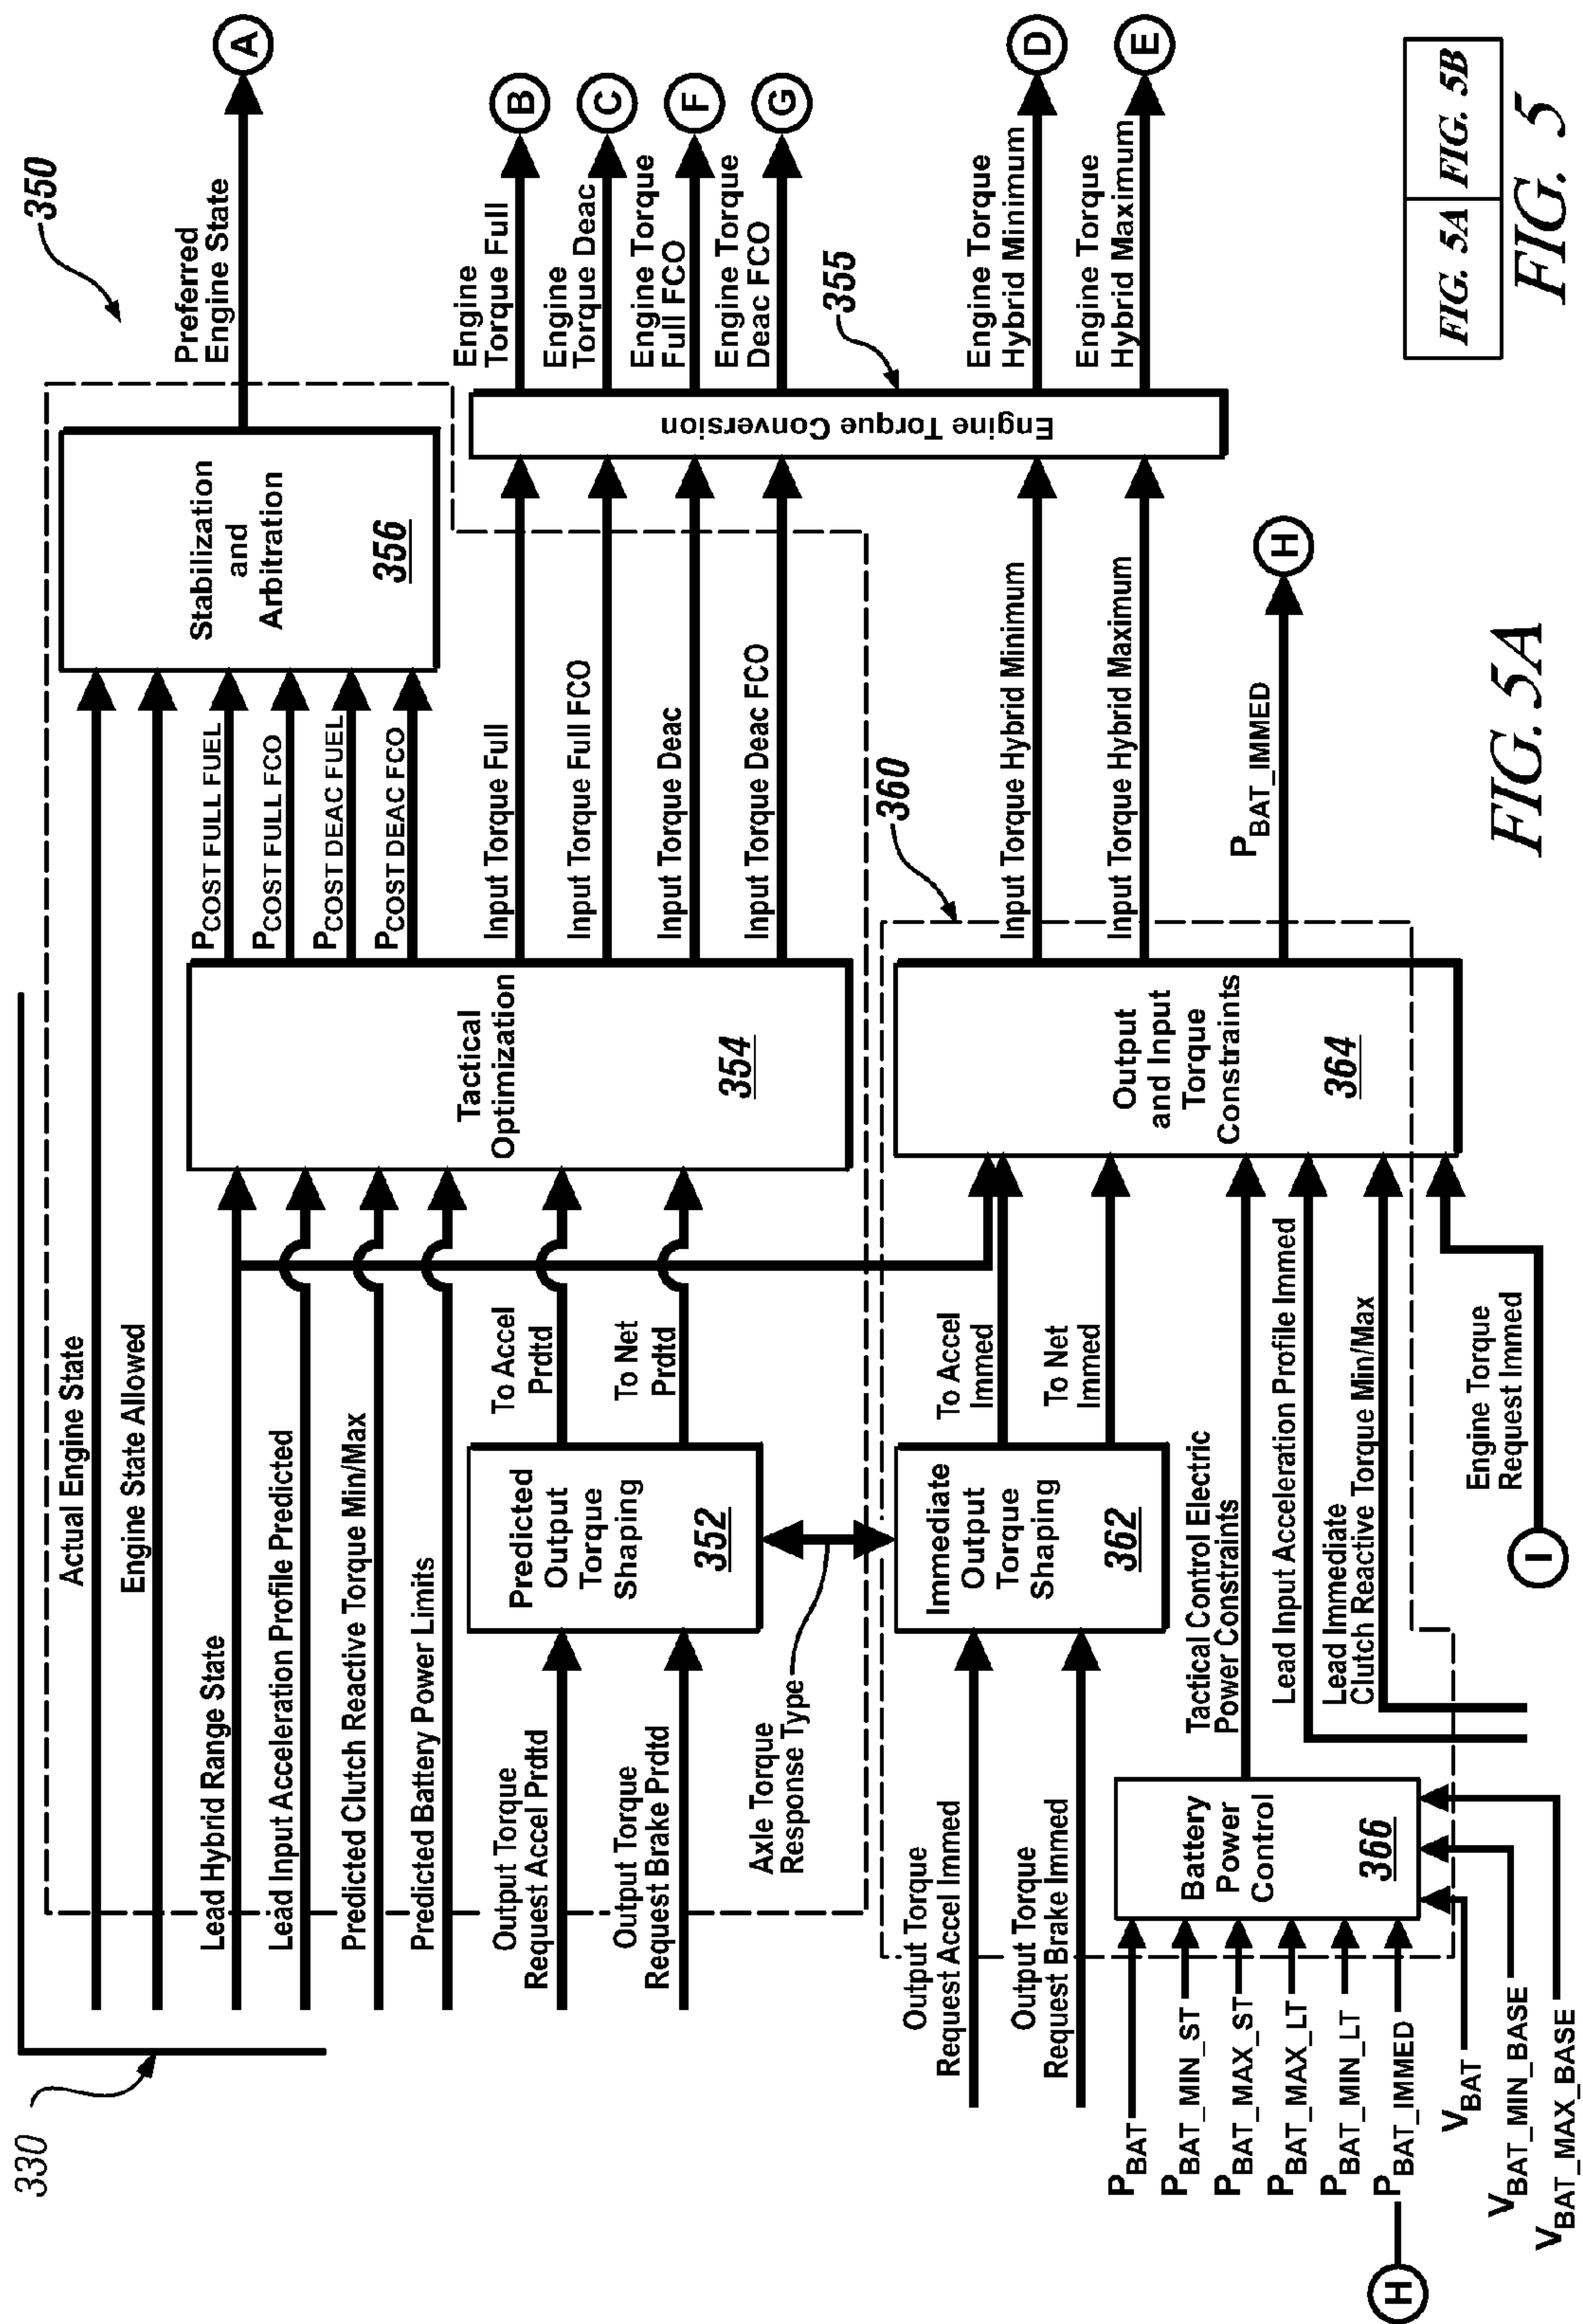 330
350
Actual Engine State
Engine State Allowed
Lead Hybrid Range State
Lead Input Acceleration Profile Predicted
Predicted Clutch Reactive Torque Min/Max
Predicted Battery Power Limits
Output Torque
Request Accel Prdtd
Output Torque
Request Brake Prdtd
Predicted
Output
Torque
Shaping
352
To Accel
Prdtd
To Net
Prdtd
Axle Torque
Response Type
Tactical
Optimization
354
PCOST FULL FUEL
PCOST FULL FCO
PCOST DEAC FUEL
PCOST DEAC FCO
Stabilization
and
Arbitration
356
Preferred
Engine State
A
Input Torque Full
Input Torque Full FCO
Input Torque Deac
Input Torque Deac FCO
Engine Torque Conversion
355
Engine
Torque Full
B
Engine
Torque Deac
C
Engine Torque
Full FCO
F
Engine Torque
Deac FCO
G
Engine Torque
Hybrid Minimum
D
Engine Torque
Hybrid Maximum
E
360
Output Torque
Request Accel Immed
Output Torque
Request Brake Immed
Immediate
Output
Torque
Shaping
362
To Accel
Immed
To Net
Immed
Tactical Control Electric
Power Constraints
Lead Input Acceleration Profile Immed
Lead Immediate
Clutch Reactive Torque Min/Max
Output
and Input
Torque
Constraints
364
Input Torque Hybrid Minimum
Input Torque Hybrid Maximum
PBAT_IMMED
H
Engine Torque
Request Immed
I
Battery
Power
Control
366
PBAT
PBAT_MIN_ST
PBAT_MAX_ST
PBAT_MAX_LT
PBAT_MIN_LT
H
PBAT_IMMED
VBAT
VBAT_MIN_BASE
VBAT_MAX_BASE
FIG. 5A
FIG. 5A FIG. 5B
FIG. 5